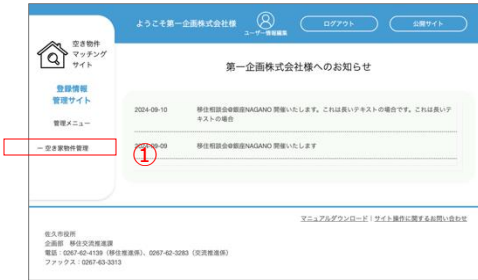 ようこそ第一企画株式会社様
ユーザー情報編集
ログアウト
公開サイト
空き物件
マッチング
サイト
登録情報
管理サイト
管理メニュー
ー 空き家物件管理
①
第一企画株式会社様へのお知らせ
2024-09-10 移住相談会@銀座NAGANO 開催いたします。これは長いテキストの場合です。これは長いテ
キストの場合
2024-09-09 移住相談会@銀座NAGANO 開催いたします
マニュアルダウンロード | サイト操作に関するお問い合わせ
佐久市役所
企画部 移住交流推進課
電話：0267-62-4139（移住推進係）、0267-62-3283（交流推進係）
ファックス：0267-63-3313